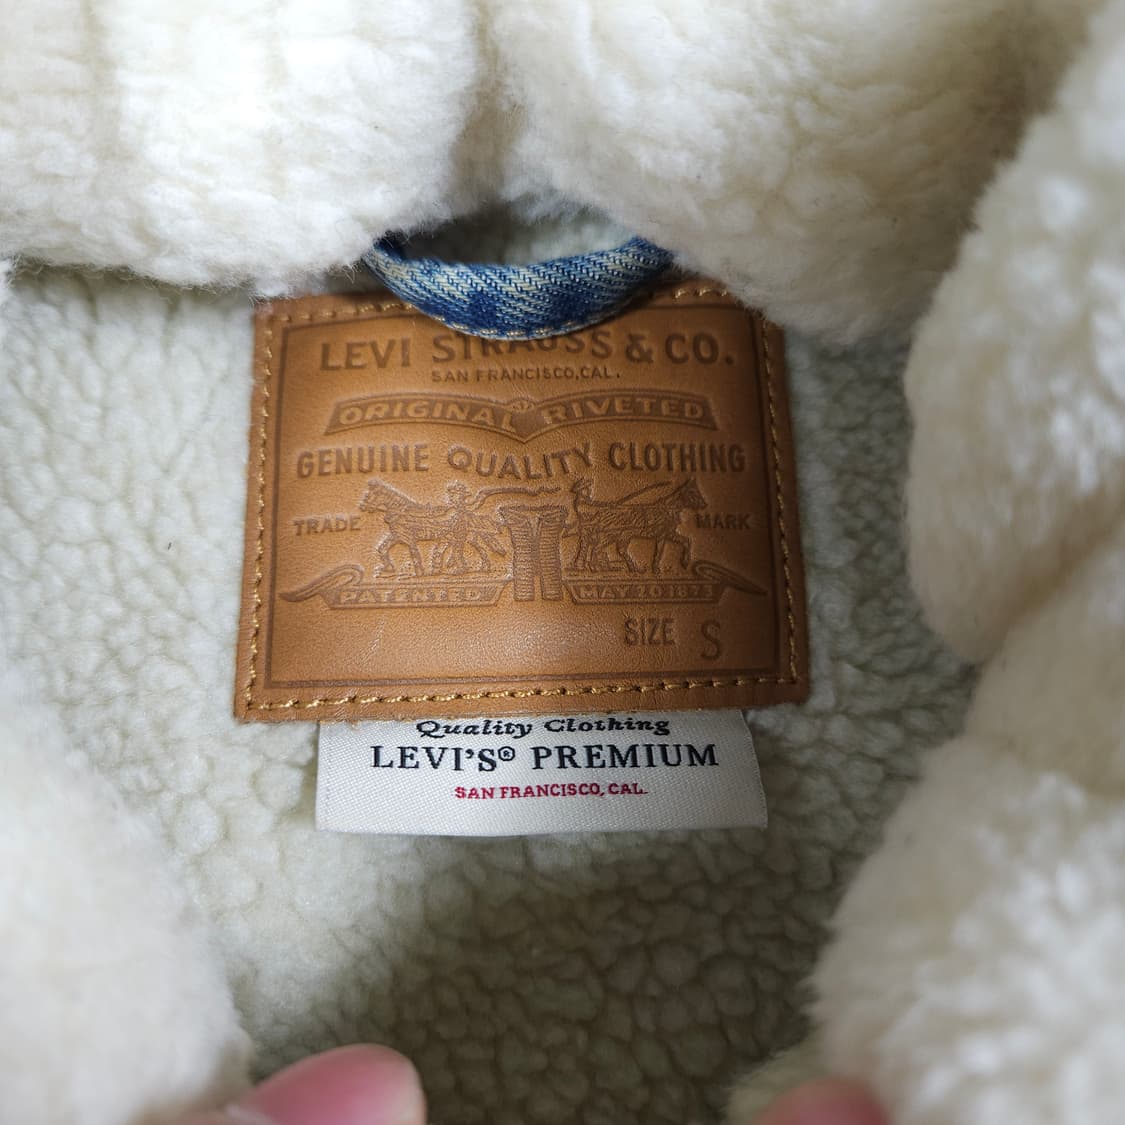 LEVI STRAUSS & CO.
SAN FRANCISCO, CAL.
ORIGINAL RIVETED
GENUINE QUALITY CLOTHING
TRADE MARK
PATENTED MAY 20 1873
SIZE S
Quality Clothing
LEVI'S® PREMIUM
SAN FRANCISCO, CAL.